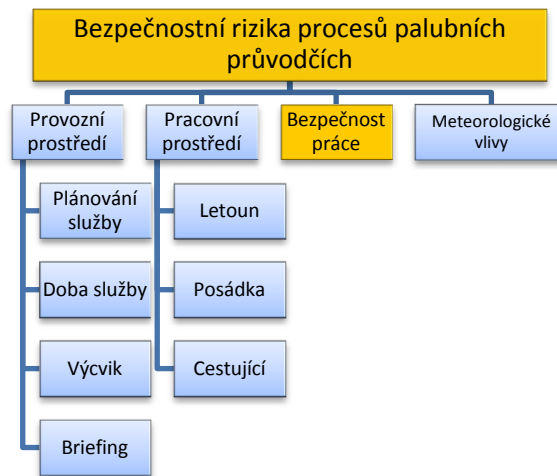 Bezpečnostní rizika procesů palubních
průvodčích
Provozní
prostředí
Pracovní
prostředí
Bezpečnost
práce
Meteorologické
vlivy
Plánování
služby
Letoun
Doba služby
Posádka
Výcvik
Cestující
Briefing